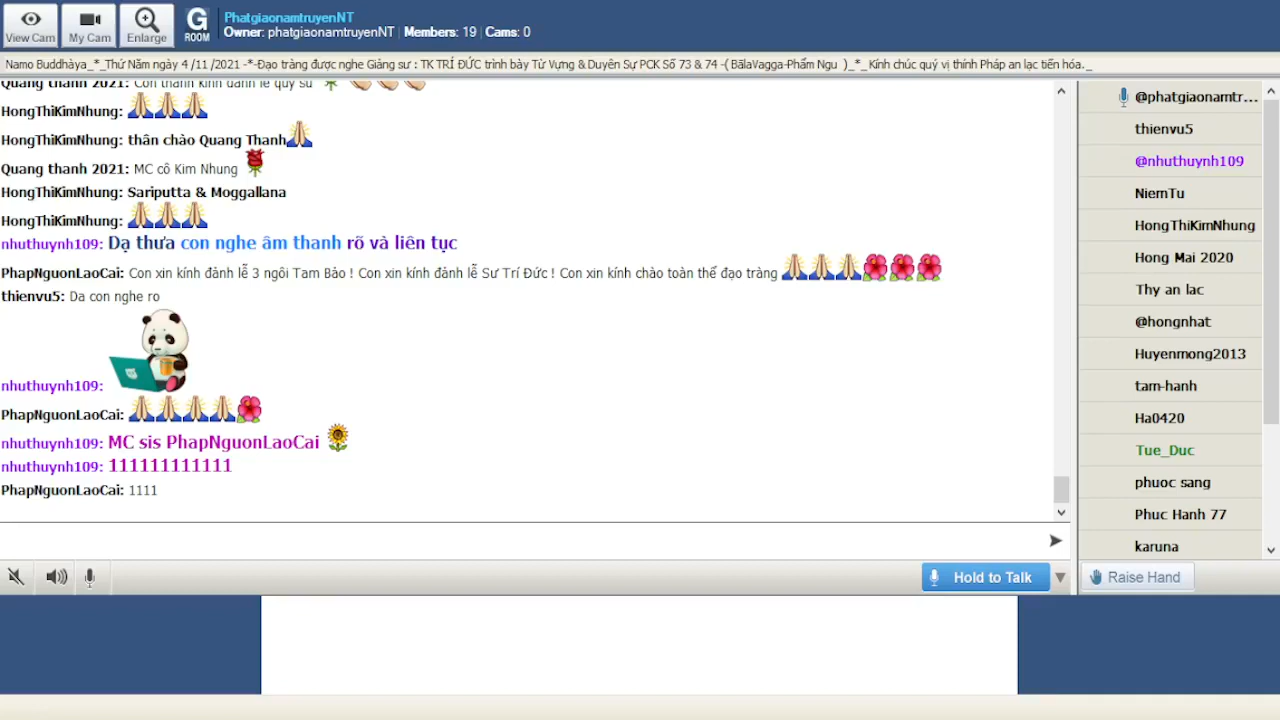 View Cam
My Cam
Enlarge
G
ROOM
PhatgiaonamtruyenNT
Owner: phatgiaonamtruyenNT | Members: 19 | Cams: 0
Namo Buddhàya_*_Thứ Năm ngày 4 /11 /2021 -*-Đạo tràng được nghe Giảng sư : TK TRÍ ĐỨC trình bày Từ Vựng & Duyên Sự PCK Số 73 & 74 -( BãlaVagga-Phẩm Ngu )_*_ Kính chúc quý vị thính Pháp an lạc tiến hóa._
Quang thanh 2021: Con thành kính đảnh lễ quý sư
HongThiKimNhung:
HongThiKimNhung: thân chào Quang Thanh
Quang thanh 2021: MC cô Kim Nhung
HongThiKimNhung: Sariputta & Moggallana
HongThiKimNhung:
nhuthuynh109: Dạ thưa con nghe âm thanh rõ và liên tục
PhapNguonLaoCai: Con xin kính đảnh lễ 3 ngôi Tam Bảo ! Con xin kính đảnh lễ Sư Trí Đức ! Con xin kính chào toàn thể đạo tràng
thienvu5: Da con nghe ro
nhuthuynh109:
PhapNguonLaoCai:
nhuthuynh109: MC sis PhapNguonLaoCai
nhuthuynh109: 111111111111
PhapNguonLaoCai: 1111
@phatgiaonamtr...
thienvu5
@nhuthuynh109
NiemTu
HongThiKimNhung
Hong Mai 2020
Thy an lac
@hongnhat
Huyenmong2013
tam-hanh
Ha0420
Tue_Duc
phuoc sang
Phuc Hanh 77
karuna
Hold to Talk
Raise Hand